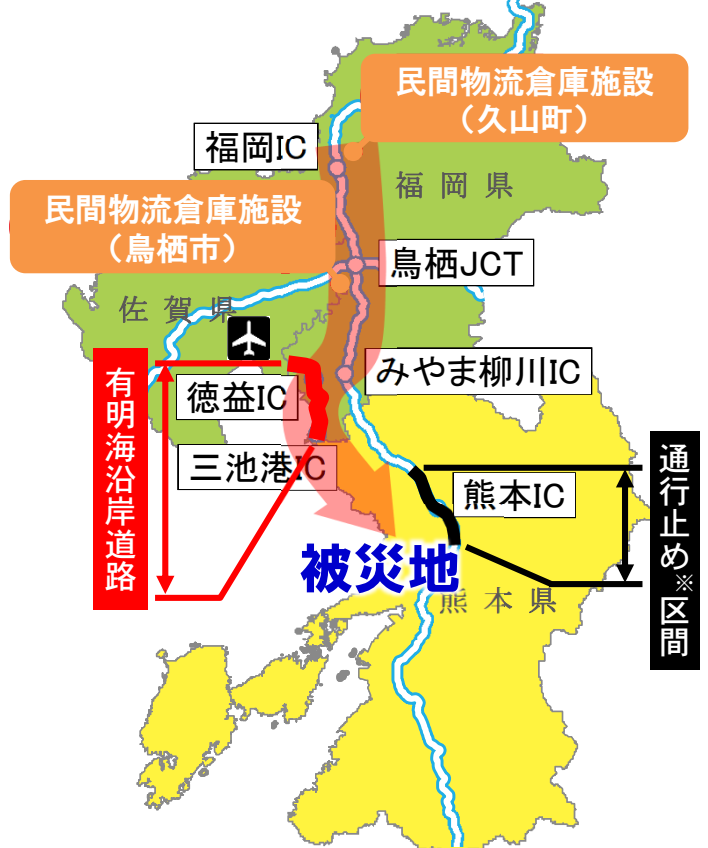 民間物流倉庫施設
（久山町）
福岡IC
福岡県
民間物流倉庫施設
（鳥栖市）
鳥栖JCT
佐賀県
みやま柳川IC
徳益IC
有明海沿岸道路
三池港IC
熊本IC
通行止め※区間
被災地
熊本県